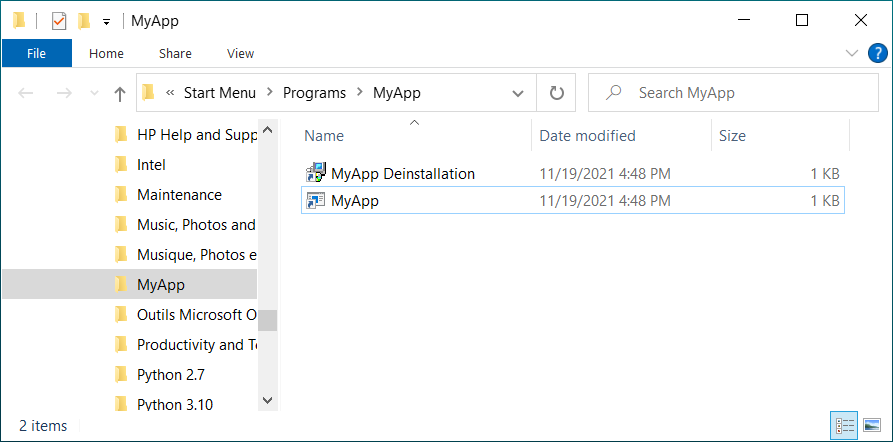 MyApp
File Home Share View
« Start Menu > Programs > MyApp
Search MyApp
Name Date modified Size
HP Help and Supp
Intel
Maintenance
Music, Photos and
Musique, Photos e
MyApp
Outils Microsoft O
Productivity and To
Python 2.7
Python 3.10
MyApp Deinstallation 11/19/2021 4:48 PM 1 KB
MyApp 11/19/2021 4:48 PM 1 KB
2 items